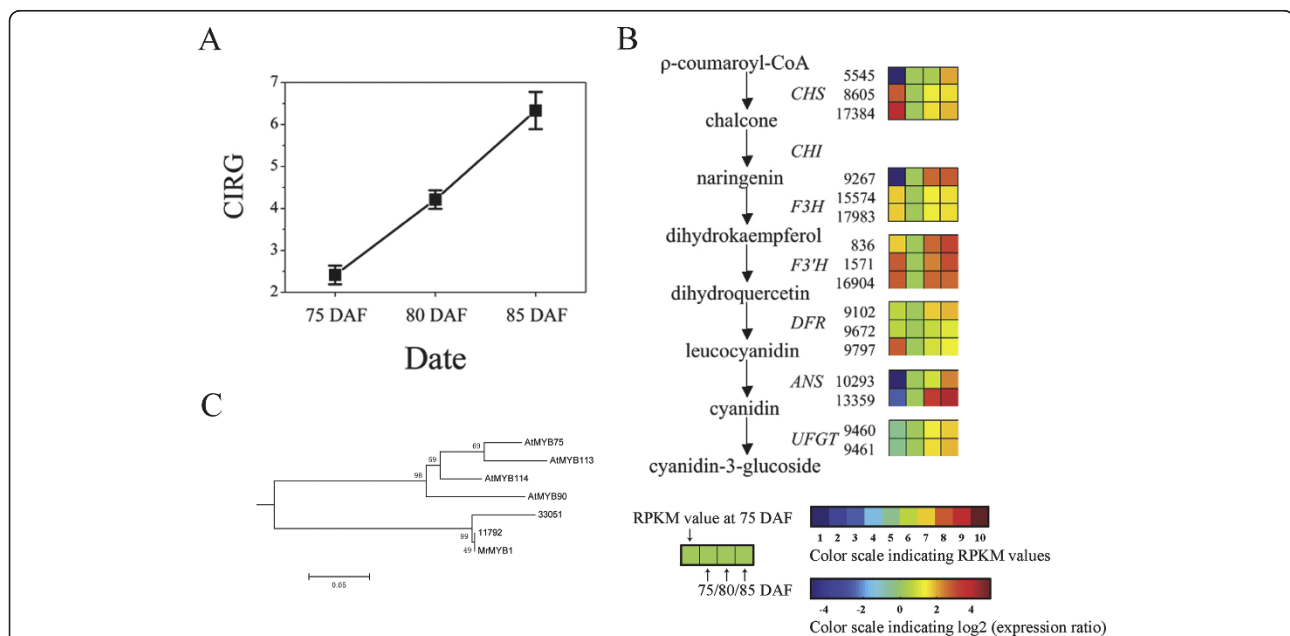 A
CIRG
7
6
5
4
3
2
75 DAF 80 DAF 85 DAF
Date
B
ρ-coumaroyl-CoA
CHS
5545
8605
17384
chalcone
CHI
naringenin
F3H
9267
15574
17983
dihydrokaempferol
F3'H
836
1571
16904
dihydroquercetin
DFR
9102
9672
9797
leucocyanidin
ANS
10293
13359
cyanidin
UFGT
9460
9461
cyanidin-3-glucoside
RPKM value at 75 DAF
75/80/85 DAF
1 2 3 4 5 6 7 8 9 10
Color scale indicating RPKM values
-4 -2 0 2 4
Color scale indicating log2 (expression ratio)
C
AtMYB75
69
AtMYB113
59
AtMYB114
98
AtMYB90
33051
99
11792
49
MrMYB1
0.05